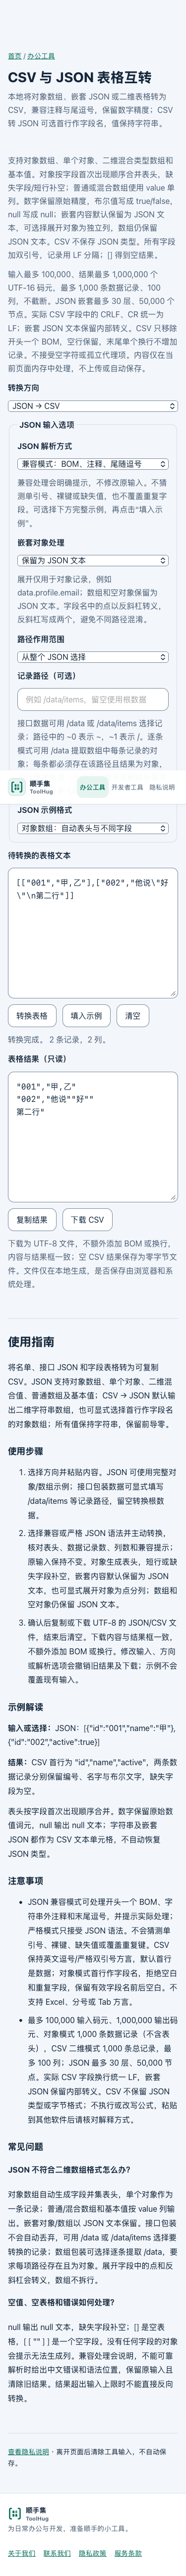 首页 / 办公工具
CSV 与 JSON 表格互转
本地将对象数组、嵌套 JSON 或二维表格转为
CSV，兼容注释与尾逗号，保留数字精度；CSV
转 JSON 可选首行作字段名，值保持字符串。
支持对象数组、单个对象、二维混合类型数组和
基本值。对象按字段首次出现顺序合并表头，缺
失字段/短行补空；普通或混合数组使用 value 单
列。数字保留原始精度，布尔值写成 true/false，
null 写成 null；嵌套内容默认保留为 JSON 文
本，可选择展开对象为独立列，数组仍保留
JSON 文本。CSV 不保存 JSON 类型。所有字段
加双引号，记录用 LF 分隔；[] 得到空结果。
输入最多 100,000、结果最多 1,000,000 个
UTF-16 码元，最多 1,000 条数据记录、100
列，不截断。JSON 嵌套最多 30 层、50,000 个
节点。实际 CSV 字段中的 CRLF、CR 统一为
LF；嵌套 JSON 文本保留内部转义。CSV 只移除
开头一个 BOM，空行保留，末尾单个换行不增加
记录。不接受空字符或孤立代理项。内容仅在当
前页面内存中处理，不上传或自动保存。
转换方向
JSON → CSV
JSON 输入选项
JSON 解析方式
兼容模式：BOM、注释、尾随逗号
兼容处理会明确提示，不修改原输入。不猜
测单引号、裸键或缺失值，也不覆盖重复字
段。可选择下方完整示例，再点击“填入示
例”。
嵌套对象处理
保留为 JSON 文本
展开仅用于对象记录，例如
data.profile.email；数组和空对象保留为
JSON 文本。字段名中的点以反斜杠转义，
反斜杠写成两个，避免不同路径混淆。
路径作用范围
从整个 JSON 选择
记录路径（可选）
例如 /data/items，留空使用根数据
接口数据可用 /data 或 /data/items 选择记
录；路径中的 ~0 表示 ~、~1 表示 /。逐条
模式可用 /data 提取数组中每条记录的对
象：每条都必须存在该路径且结果为对象，
顺手集
ToolHug
办公工具
开发者工具
隐私说明
JSON 示例格式
对象数组：自动表头与不同字段
待转换的表格文本
[["001","甲,乙"],["002","他说\"好
\"\n第二行"]]
转换表格
填入示例
清空
转换完成。 2 条记录，2 列。
表格结果（只读）
"001","甲,乙"
"002","他说""好""
第二行"
复制结果
下载 CSV
下载为 UTF-8 文件，不额外添加 BOM 或换行，
内容与结果框一致；空 CSV 结果保存为零字节文
件。文件仅在本地生成，是否保存由浏览器和系
统处理。
使用指南
将名单、接口 JSON 和字段表格转为可复制
CSV。JSON 支持对象数组、单个对象、二维混
合值、普通数组及基本值；CSV → JSON 默认输
出二维字符串数组，也可显式选择首行作字段名
的对象数组；所有值保持字符串，保留前导零。
使用步骤
1. 选择方向并粘贴内容。JSON 可使用完整对
象/数组示例；接口包装数据可显式填写
/data/items 等记录路径，留空转换根数
据。
2. 选择兼容或严格 JSON 语法并主动转换，
核对表头、数据记录数、列数和兼容提示；
原输入保持不变。对象生成表头，短行或缺
失字段补空，嵌套内容默认保留为 JSON
文本，也可显式展开对象为点分列；数组和
空对象仍保留 JSON 文本。
3. 确认后复制或下载 UTF-8 的 JSON/CSV 文
件，结束后清空。下载内容与结果框一致，
不额外添加 BOM 或换行。修改输入、方向
或解析选项会撤销旧结果及下载；示例不会
覆盖现有输入。
示例解读
输入或选择：JSON：[{"id":"001","name":"甲"},
{"id":"002","active":true}]
结果：CSV 首行为 "id","name","active"，两条数
据记录分别保留编号、名字与布尔文字，缺失字
段为空。
表头按字段首次出现顺序合并。数字保留原始数
值词元，null 输出 null 文本；字符串及嵌套
JSON 都作为 CSV 文本单元格，不自动恢复
JSON 类型。
注意事项
• JSON 兼容模式可处理开头一个 BOM、字
符串外注释和末尾逗号，并提示实际处理；
严格模式只接受 JSON 语法。不会猜测单
引号、裸键、缺失值或覆盖重复键。CSV
保持英文逗号/严格双引号方言，默认首行
是数据；对象模式首行作字段名，拒绝空白
和重复字段，保留有效字段名前后空白。不
支持 Excel、分号或 Tab 方言。
• 最多 100,000 输入码元、1,000,000 输出码
元、对象模式 1,000 条数据记录（不含表
头）、CSV 二维模式 1,000 条总记录，最
多 100 列；JSON 最多 30 层、50,000 节
点。实际 CSV 字段换行统一 LF，嵌套
JSON 保留内部转义。CSV 不保留 JSON
类型或字节格式；不执行或改写公式，粘贴
到其他软件后请核对解释方式。
常见问题
JSON 不符合二维数组格式怎么办？
对象数组自动生成字段并集表头，单个对象作为
一条记录；普通/混合数组和基本值按 value 列输
出。嵌套对象/数组以 JSON 文本保留。接口包装
不会自动丢弃，可用 /data 或 /data/items 选择要
转换的记录；数组包装可选择逐条提取 /data，要
求每项路径存在且为对象。展开字段中的点和反
斜杠会转义，数组不拆行。
空值、空表格和错误如何处理？
null 输出 null 文本，缺失字段补空；[] 是空表
格，[ [ "" ] ] 是一个空字段。没有任何字段的对象
会提示无法生成列。兼容处理会说明，不能可靠
解析时给出中文错误和语法位置，保留原输入且
清除旧结果。结果超出输入上限时不能直接反向
转换。
查看隐私说明 · 离开页面后清除工具输入，不自动保
存。
顺手集
ToolHug
为日常办公与开发，准备顺手的小工具。
关于我们
联系我们
隐私政策
服务条款